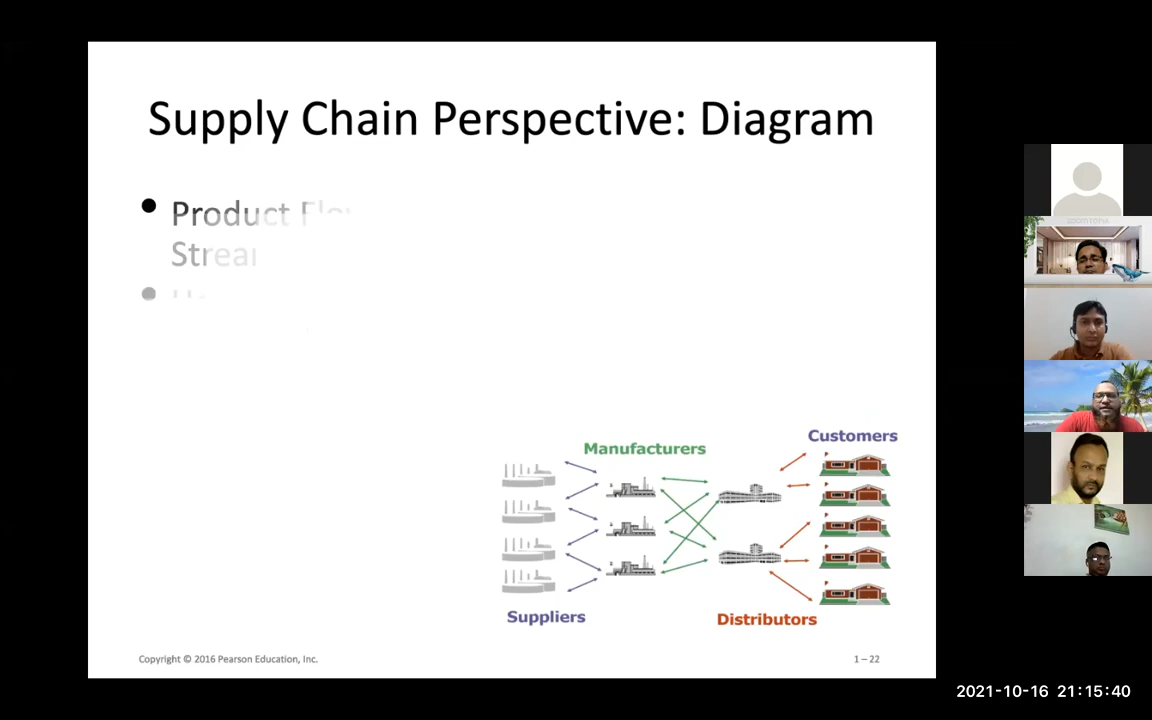 Supply Chain Perspective: Diagram
Product Flow
Customers
Manufacturers
Suppliers
Distributors
Copyright © 2016 Pearson Education, Inc.
1 – 22
2021-10-16 21:15:40